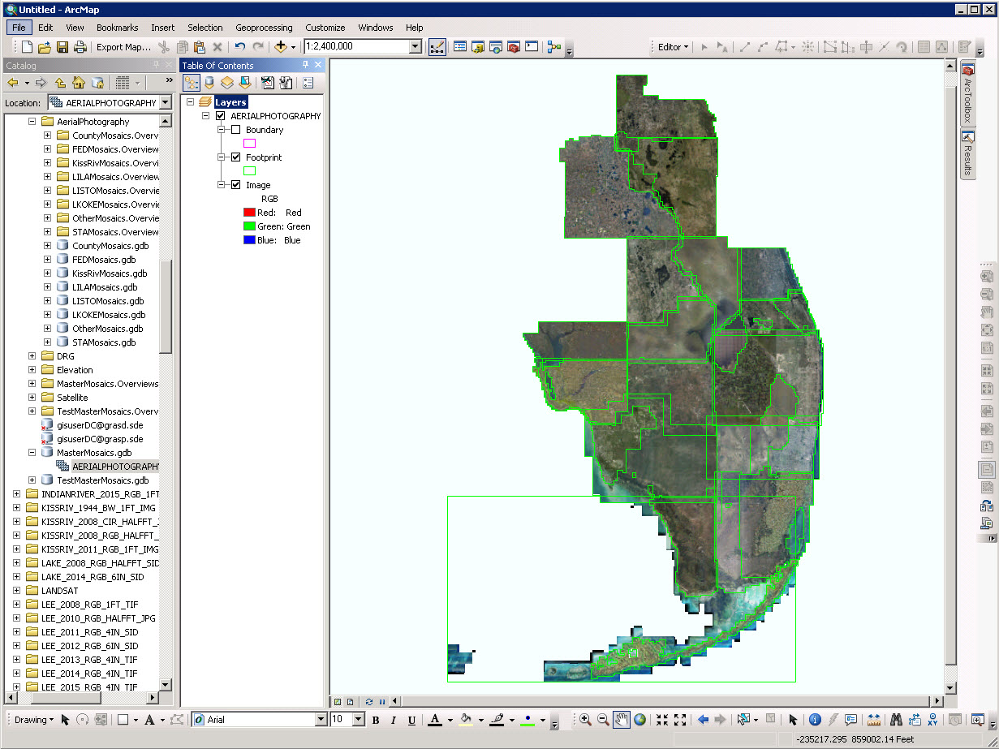 Untitled - ArcMap
File Edit View Bookmarks Insert Selection Geoprocessing Customize Windows Help
Export Map... 1:2,400,000 Editor
Catalog
Location: AERIALPHOTOGRAPHY
AerialPhotography
CountyMosaics.Overv
FEDMosaics.Overview
KissRivMosaics.Overvi
LILAMosaics.Overview
LISTOMosaics.Overvie
LKOKEMosaics.Overvie
OtherMosaics.Overvie
STAMosaics.Overview
CountyMosaics.gdb
FEDMosaics.gdb
KissRivMosaics.gdb
LILAMosaics.gdb
LISTOMosaics.gdb
LKOKEMosaics.gdb
OtherMosaics.gdb
STAMosaics.gdb
DRG
Elevation
MasterMosaics.Overviews
Satellite
TestMasterMosaics.Overv
gisuserDC@grasd.sde
gisuserDC@grasp.sde
MasterMosaics.gdb
AERIALPHOTOGRAPHY
TestMasterMosaics.gdb
INDIANRIVER_2015_RGB_1FT
KISSRIV_1944_BW_1FT_IMG
KISSRIV_2008_CIR_HALFFT_
KISSRIV_2008_RGB_HALFFT_
KISSRIV_2011_RGB_1FT_IMG
LAKE_2008_RGB_HALFFT_SID
LAKE_2014_RGB_6IN_SID
LANDSAT
LEE_2008_RGB_1FT_TIF
LEE_2010_RGB_HALFFT_JPG
LEE_2011_RGB_4IN_SID
LEE_2012_RGB_6IN_SID
LEE_2013_RGB_4IN_TIF
LEE_2014_RGB_4IN_TIF
LEE_2015_RGB_4IN_TIF
Table Of Contents
Layers
AERIALPHOTOGRAPHY
Boundary
Footprint
Image
RGB
Red: Red
Green: Green
Blue: Blue
ArcToolbox
Results
Drawing A Arial 10 B I U A
XY
-235217.295 859002.14 Feet